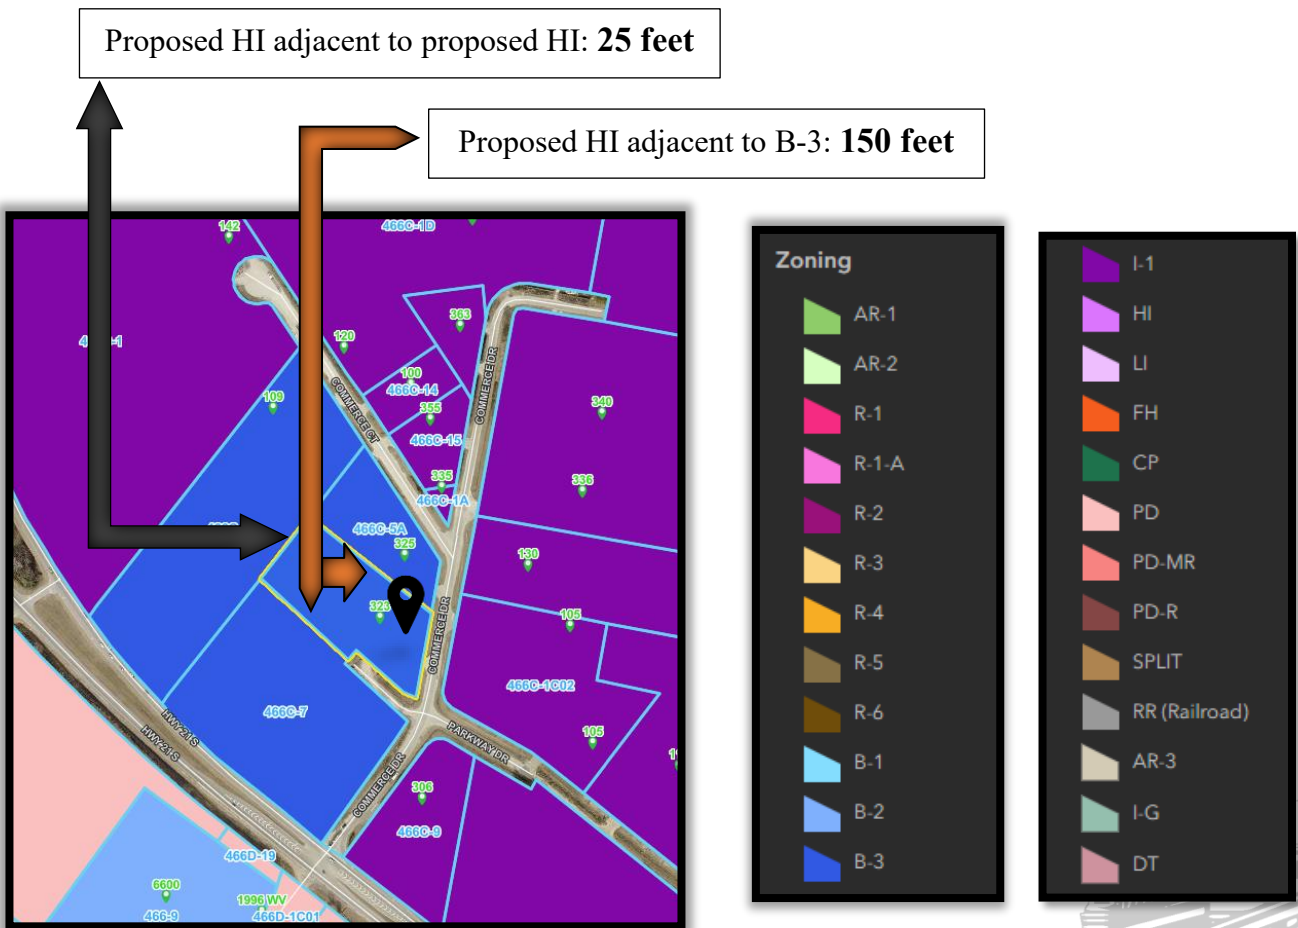 Proposed HI adjacent to proposed HI: 25 feet
Proposed HI adjacent to B-3: 150 feet
142
466C-1D
363
120
COMMERCE CT
100
466C-14
355
466C-15
COMMERCE DR
340
109
335
466C-1A
336
466C-5A
325
130
323
COMMERCE DR
105
466C-1C02
466C-7
105
PARKWAY DR
HWY 21 S
HWY 21 S
COMMERCE DR
306
466C-9
466D-19
6600
466-9
1996 WV
466D-1C01
Zoning
AR-1
AR-2
R-1
R-1-A
R-2
R-3
R-4
R-5
R-6
B-1
B-2
B-3
I-1
HI
LI
FH
CP
PD
PD-MR
PD-R
SPLIT
RR (Railroad)
AR-3
I-G
DT